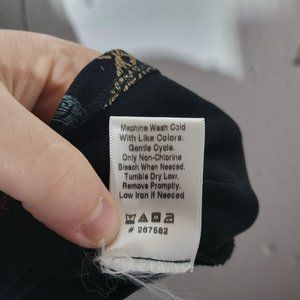 Machine Wash Cold
With Like Colors.
Gentle Cycle.
Only Non-Chlorine
Bleach When Needed.
Tumble Dry Low.
Remove Promptly.
Low Iron If Needed
# 267582